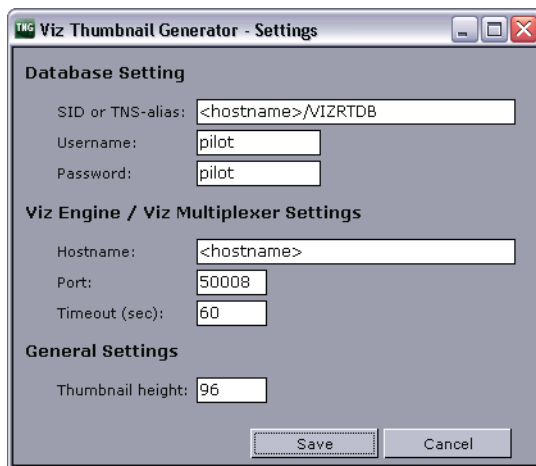 TNG Viz Thumbnail Generator - Settings
Database Setting
SID or TNS-alias: <hostname>/VIZRTDB
Username: pilot
Password: pilot
Viz Engine / Viz Multiplexer Settings
Hostname: <hostname>
Port: 50008
Timeout (sec): 60
General Settings
Thumbnail height: 96
Save Cancel